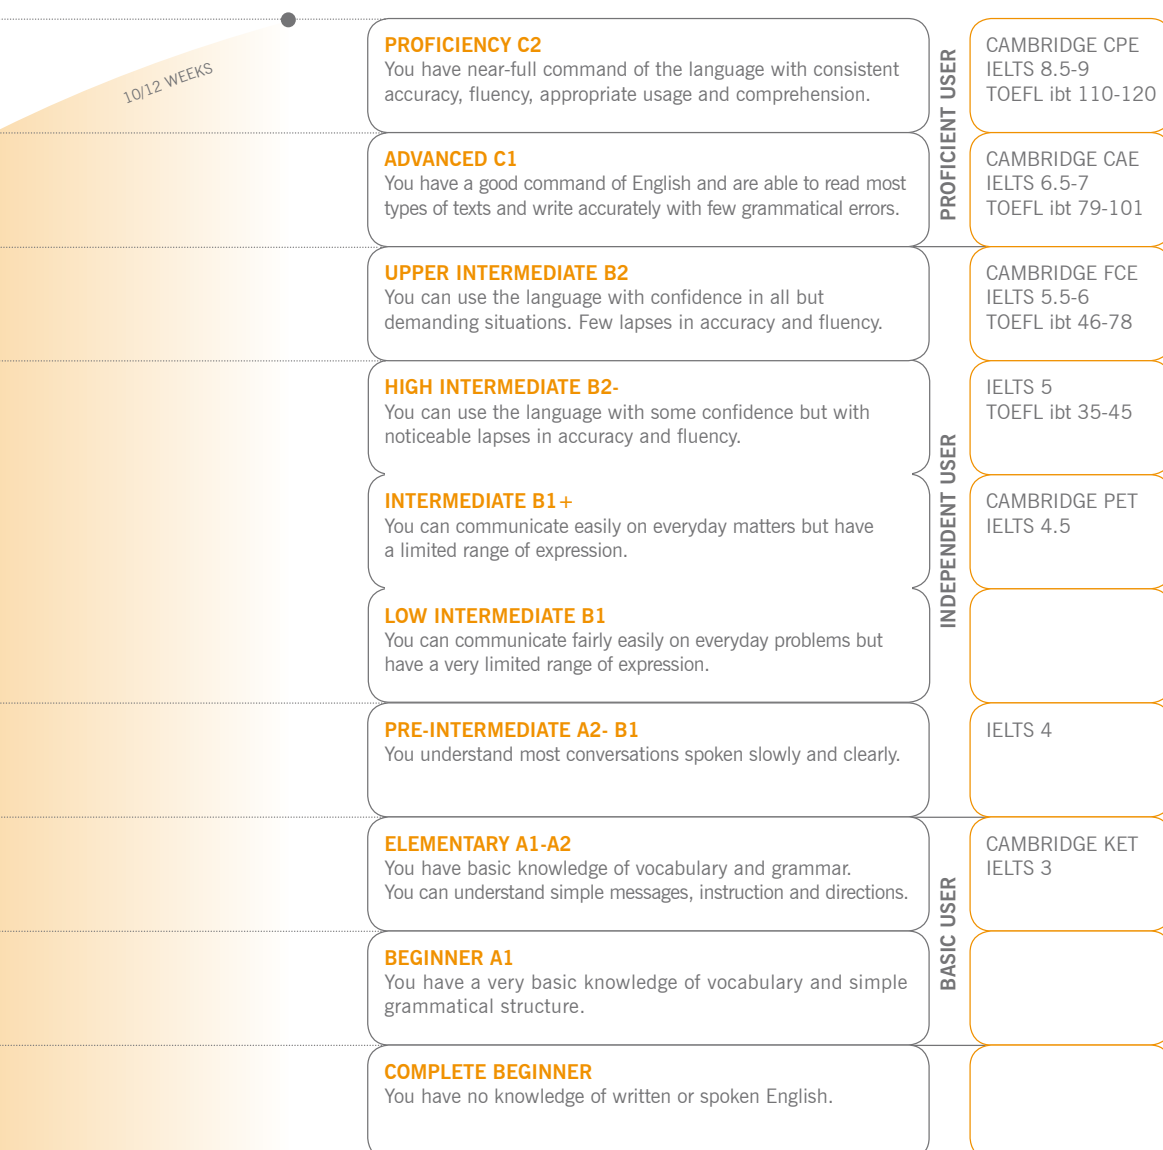 10/12 WEEKS
PROFICIENCY C2
You have near-full command of the language with consistent
accuracy, fluency, appropriate usage and comprehension.
CAMBRIDGE CPE
IELTS 8.5-9
TOEFL ibt 110-120
PROFICIENT USER
ADVANCED C1
You have a good command of English and are able to read most
types of texts and write accurately with few grammatical errors.
CAMBRIDGE CAE
IELTS 6.5-7
TOEFL ibt 79-101
UPPER INTERMEDIATE B2
You can use the language with confidence in all but
demanding situations. Few lapses in accuracy and fluency.
CAMBRIDGE FCE
IELTS 5.5-6
TOEFL ibt 46-78
HIGH INTERMEDIATE B2-
You can use the language with some confidence but with
noticeable lapses in accuracy and fluency.
IELTS 5
TOEFL ibt 35-45
INDEPENDENT USER
INTERMEDIATE B1+
You can communicate easily on everyday matters but have
a limited range of expression.
CAMBRIDGE PET
IELTS 4.5
LOW INTERMEDIATE B1
You can communicate fairly easily on everyday problems but
have a very limited range of expression.
PRE-INTERMEDIATE A2- B1
You understand most conversations spoken slowly and clearly.
IELTS 4
ELEMENTARY A1-A2
You have basic knowledge of vocabulary and grammar.
You can understand simple messages, instruction and directions.
CAMBRIDGE KET
IELTS 3
BASIC USER
BEGINNER A1
You have a very basic knowledge of vocabulary and simple
grammatical structure.
COMPLETE BEGINNER
You have no knowledge of written or spoken English.